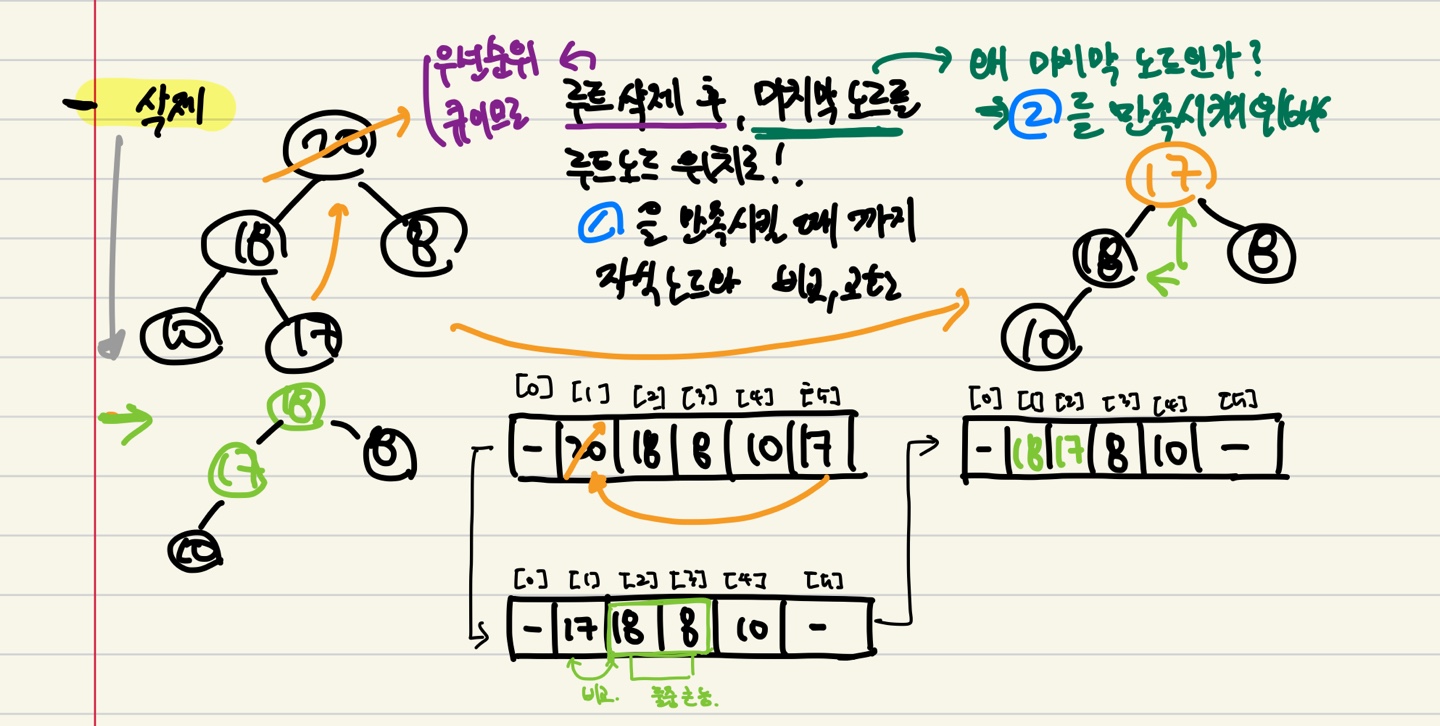 - 삭제
우선순위
큐이므로
루트 삭제 후, 마지막 노드를
루트노드 위치로!
① 을 만족시킬 때 까지
자식 노드와 비교, 교환
왜 마지막 노드인가?
→ ② 를 만족시키기 위해
20
18 8
10 17
17
18 8
10
18
17 8
10
[0] [1] [2] [3] [4] [5]
- 20 18 8 10 17
[0] [1] [2] [3] [4] [5]
- 18 17 8 10 -
[0] [1] [2] [3] [4] [5]
- 17 18 8 10 -
비교. 둘중 큰놈.